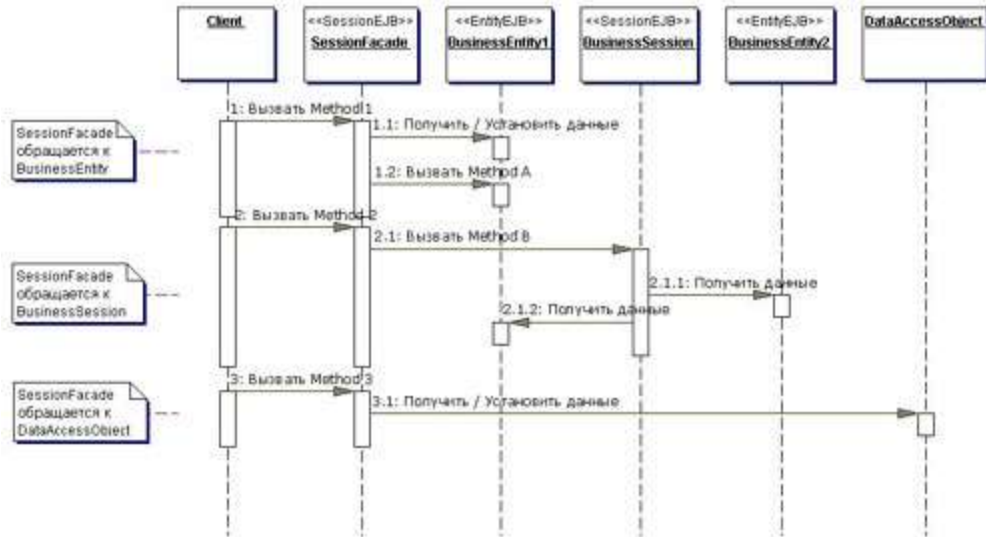 Client
<<SessionEJB>>
SessionFacade
<<EntityEJB>>
BusinessEntity1
<<SessionEJB>>
BusinessSession
<<EntityEJB>>
BusinessEntity2
DataAccessObject
1: Вызвать Method 1
SessionFacade
обращается к
BusinessEntity
1.1: Получить / Установить данные
1.2: Вызвать Method A
2: Вызвать Method 2
2.1: Вызвать Method B
SessionFacade
обращается к
BusinessSession
2.1.1: Получить данные
2.1.2: Получить данные
3: Вызвать Method 3
SessionFacade
обращается к
DataAccessObject
3.1: Получить / Установить данные